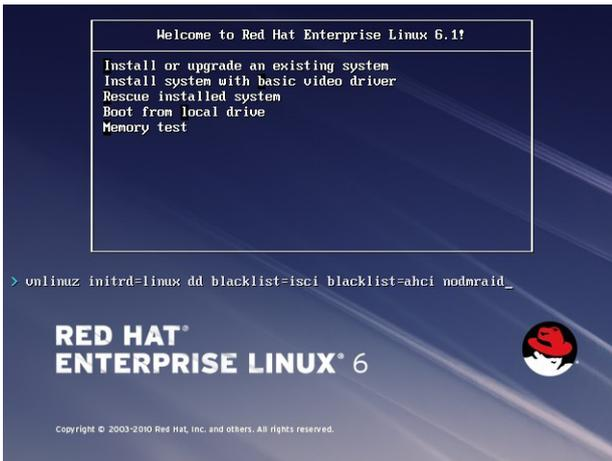 Welcome to Red Hat Enterprise Linux 6.1!
Install or upgrade an existing system
Install system with basic video driver
Rescue installed system
Boot from local drive
Memory test
> vnlinuz initrd=linux dd blacklist=isci blacklist=ahci nodmraid_
RED HAT®
ENTERPRISE LINUX® 6
Copyright © 2003-2010 Red Hat, Inc. and others. All rights reserved.